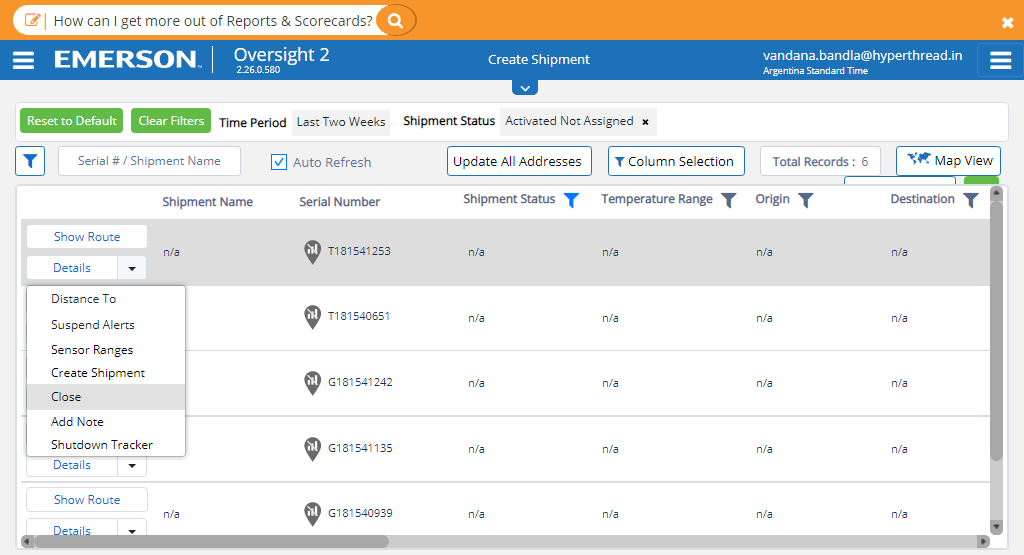 How can I get more out of Reports & Scorecards?
EMERSON. Oversight 2
2.26.0.580
Create Shipment
vandana.bandla@hyperthread.in
Argentina Standard Time
Reset to Default Clear Filters Time Period Last Two Weeks Shipment Status Activated Not Assigned ×
Serial # / Shipment Name Auto Refresh Update All Addresses Column Selection Total Records : 6 Map View
Shipment Name Serial Number Shipment Status Temperature Range Origin Destination
Show Route
n/a T181541253 n/a n/a n/a n/a
Details
Distance To
T181540651 n/a n/a n/a n/a
Suspend Alerts
Sensor Ranges
Create Shipment
G181541242 n/a n/a n/a n/a
Close
Add Note
Shutdown Tracker
G181541135 n/a n/a n/a n/a
Details
Show Route
n/a G181540939 n/a n/a n/a n/a
Details